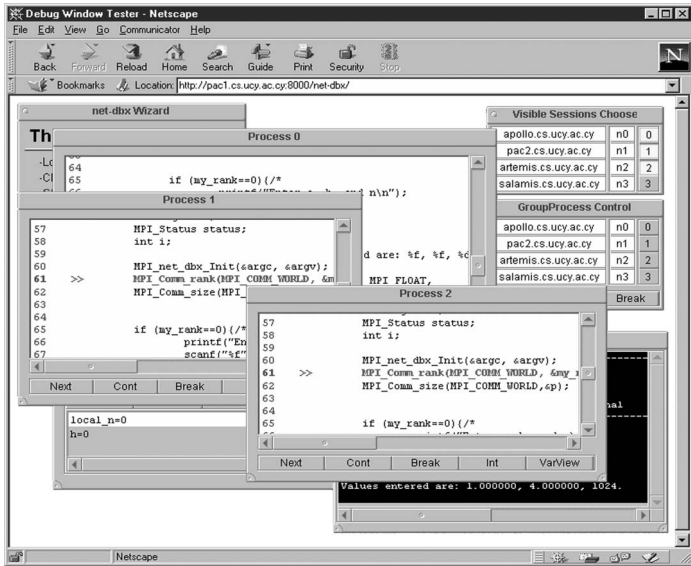 Debug Window Tester - Netscape
File Edit View Go Communicator Help
Back Forward Reload Home Search Guide Print Security Stop
Bookmarks Location: http://pac1.cs.ucy.ac.cy:8000/net-dbx/
N
net-dbx Wizard
Th
Process 0
64
65 if (my_rank==0){/*
n\n");
d are: %f, %f, %d
MPI_FLOAT,
Process 1
57 MPI_Status status;
58 int i;
59
60 MPI_net_dbx_Init(&argc, &argv);
61 >> MPI_Comm_rank(MPI_COMM_WORLD, &m
62 MPI_Comm_size(MPI_
63
64
65 if (my_rank==0){/*
66 printf("En
67 scanf("%f"
Next Cont Break
local_n=0
h=0
Process 2
57 MPI_Status status;
58 int i;
59
60 MPI_net_dbx_Init(&argc, &argv);
61 >> MPI_Comm_rank(MPI_COMM_WORLD, &my_r
62 MPI_Comm_size(MPI_COMM_WORLD,&p);
63
64
65 if (my_rank==0){/*
Next Cont Break Int VarView
Visible Sessions Choose
apollo.cs.ucy.ac.cy n0 0
pac2.cs.ucy.ac.cy n1 1
artemis.cs.ucy.ac.cy n2 2
salamis.cs.ucy.ac.cy n3 3
GroupProcess Control
apollo.cs.ucy.ac.cy n0 0
pac2.cs.ucy.ac.cy n1 1
artemis.cs.ucy.ac.cy n2 2
salamis.cs.ucy.ac.cy n3 3
Break
nal
Values entered are: 1.000000, 4.000000, 1024.
Netscape